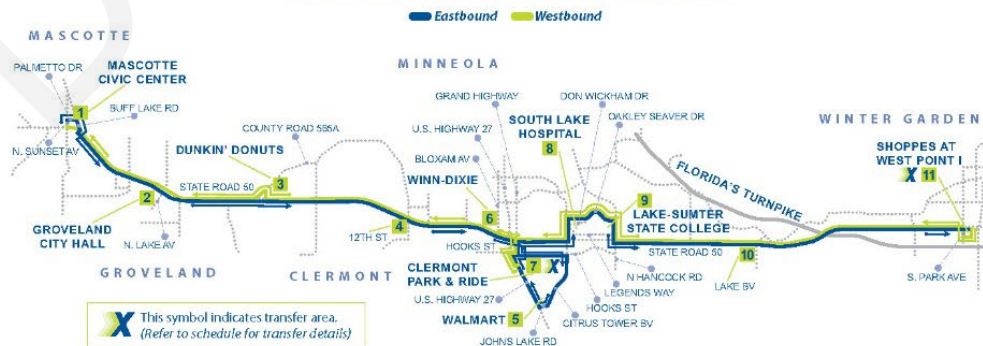 Eastbound
Westbound
MASCOTTE
PALMETTO DR
MASCOTTE
CIVIC CENTER
1
BUFF LAKE RD
N. SUNSET AV
2
GROVELAND
CITY HALL
N. LAKE AV
GROVELAND
STATE ROAD 50
DUNKIN' DONUTS
3
COUNTY ROAD 565A
CLERMONT
12TH ST
4
MINNEOLA
GRAND HIGHWAY
U.S. HIGHWAY 27
BLOXAM AV
WINN-DIXIE
6
HOOKS ST
CLERMONT
PARK & RIDE
7 X
U.S. HIGHWAY 27
WALMART 5
JOHNS LAKE RD
CITRUS TOWER BV
HOOKS ST
LEGENDS WAY
N HANCOCK RD
DON WICKHAM DR
OAKLEY SEAVER DR
SOUTH LAKE
HOSPITAL
8
9
LAKE-SUMTER
STATE COLLEGE
FLORIDA'S TURNPIKE
STATE ROAD 50
10
LAKE BV
WINTER GARDEN
SHOPPES AT
WEST POINT I
X 11
S. PARK AVE
X This symbol indicates transfer area.
(Refer to schedule for transfer details)